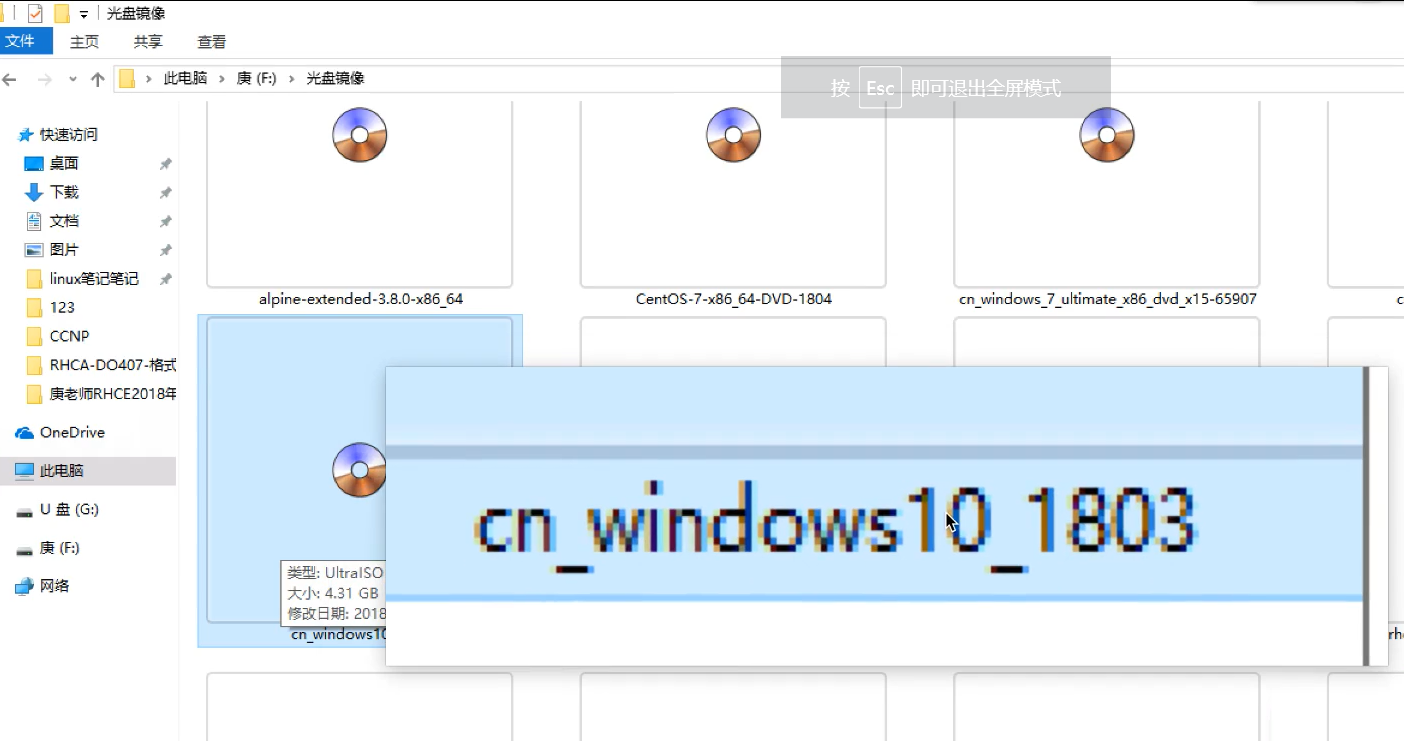 光盘镜像
文件 主页 共享 查看
此电脑 › 庚 (F:) › 光盘镜像
按 Esc 即可退出全屏模式
快速访问
桌面
下载
文档
图片
linux笔记笔记
123
CCNP
RHCA-DO407-格式
庚老师RHCE2018年
OneDrive
此电脑
U 盘 (G:)
庚 (F:)
网络
alpine-extended-3.8.0-x86_64
CentOS-7-x86_64-DVD-1804
cn_windows_7_ultimate_x86_dvd_x15-65907
c
cn_windows10_1803
类型: UltraISO
大小: 4.31 GB
修改日期: 2018
cn_windows10
rhe